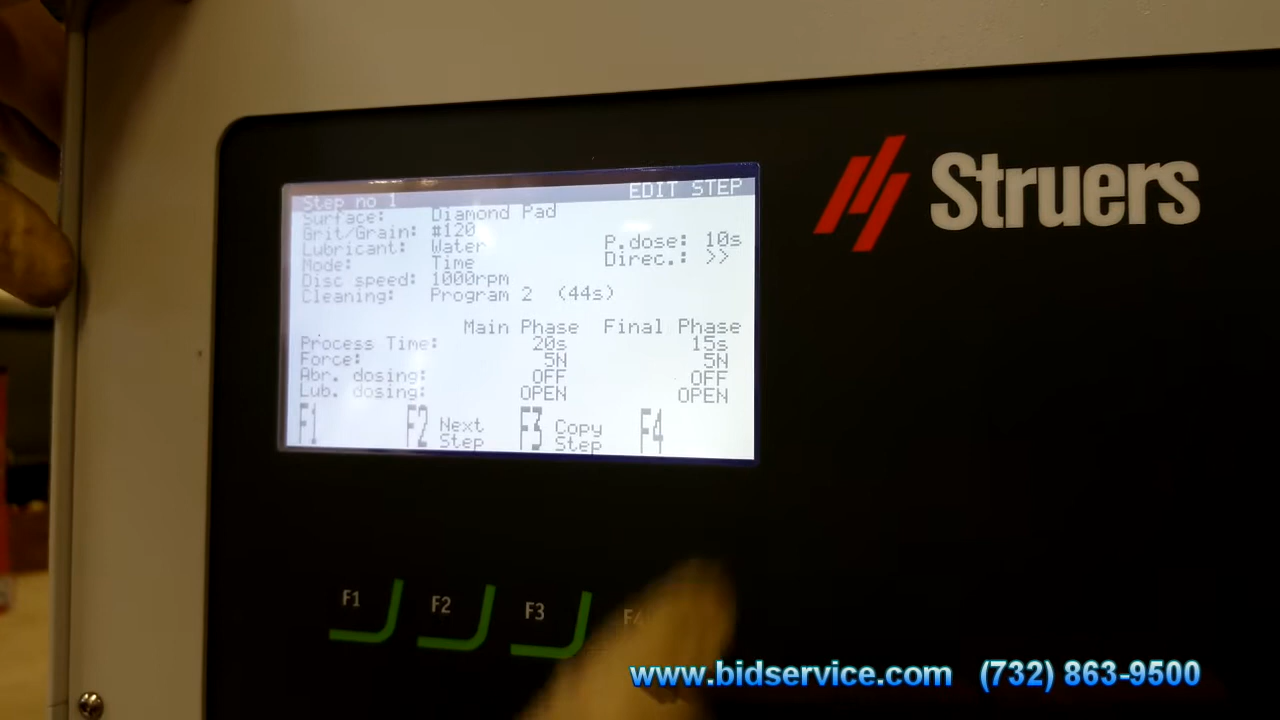 Struers
Step no 1 EDIT STEP
Surface: Diamond Pad
Grit/Grain: #120
Lubricant: Water P.dose: 10s
Mode: Time Direc.: >>
Disc speed: 1000rpm
Cleaning: Program 2 (44s)
Main Phase Final Phase
Process Time: 20s 15s
Force: 5N 5N
Abr. dosing: OFF OFF
Lub. dosing: OPEN OPEN
F1 F2 Next Step F3 Copy Step F4
F1 F2 F3 F4
www.bidservice.com (732) 863-9500